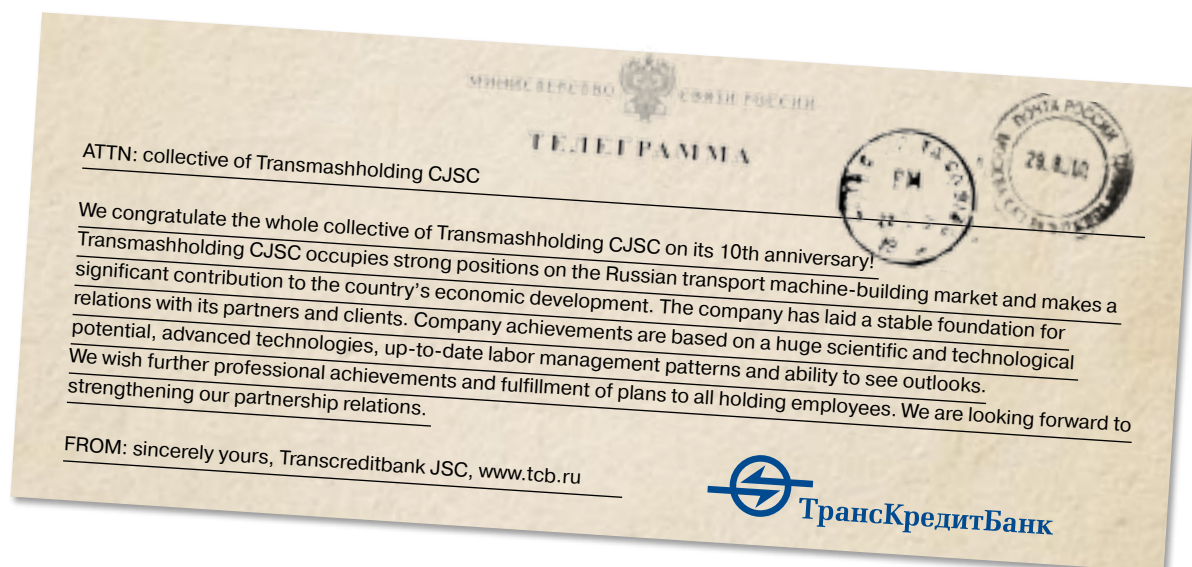 МИНИСТЕРСТВО СВЯЗИ РОССИИ
ТЕЛЕГРАММА
ПОЧТА РОССИИ
PM
ATTN: collective of Transmashholding CJSC
We congratulate the whole collective of Transmashholding CJSC on its 10th anniversary!
Transmashholding CJSC occupies strong positions on the Russian transport machine-building market and makes a
significant contribution to the country's economic development. The company has laid a stable foundation for
relations with its partners and clients. Company achievements are based on a huge scientific and technological
potential, advanced technologies, up-to-date labor management patterns and ability to see outlooks.
We wish further professional achievements and fulfillment of plans to all holding employees. We are looking forward to
strengthening our partnership relations.
FROM: sincerely yours, Transcreditbank JSC, www.tcb.ru
ТрансКредитБанк